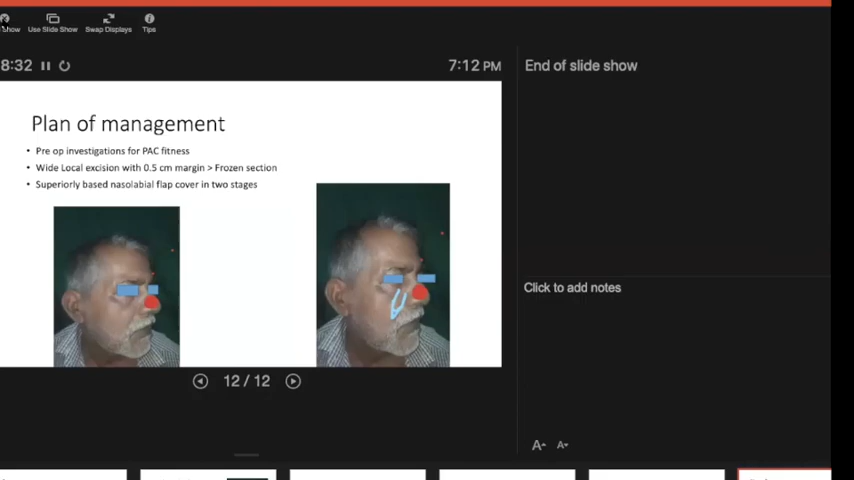 Show
Use Slide Show
Swap Displays
Tips
8:32
7:12 PM
End of slide show
Plan of management
• Pre op investigations for PAC fitness
• Wide Local excision with 0.5 cm margin > Frozen section
• Superiorly based nasolabial flap cover in two stages
Click to add notes
12 / 12
A A